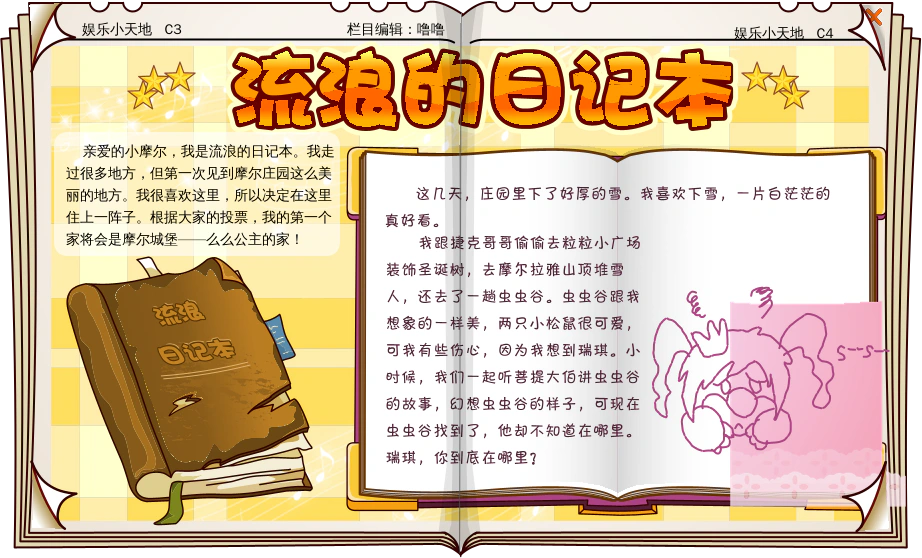 娱乐小天地 C3
栏目编辑：噜噜
娱乐小天地 C4
流浪的日记本
亲爱的小摩尔，我是流浪的日记本。我走
过很多地方，但第一次见到摩尔庄园这么美
丽的地方。我很喜欢这里，所以决定在这里
住上一阵子。根据大家的投票，我的第一个
家将会是摩尔城堡——么么公主的家！
流浪
日记本
这几天，庄园里下了好厚的雪。我喜欢下雪，一片白茫茫的
真好看。
我跟捷克哥哥偷偷去粒粒小广场
装饰圣诞树，去摩尔拉雅山顶堆雪
人，还去了一趟虫虫谷。虫虫谷跟我
想象的一样美，两只小松鼠很可爱，
可我有些伤心，因为我想到瑞琪。小
时候，我们一起听菩提大伯讲虫虫谷
的故事，幻想虫虫谷的样子，可现在
虫虫谷找到了，他却不知道在哪里。
瑞琪，你到底在哪里？
S--S--